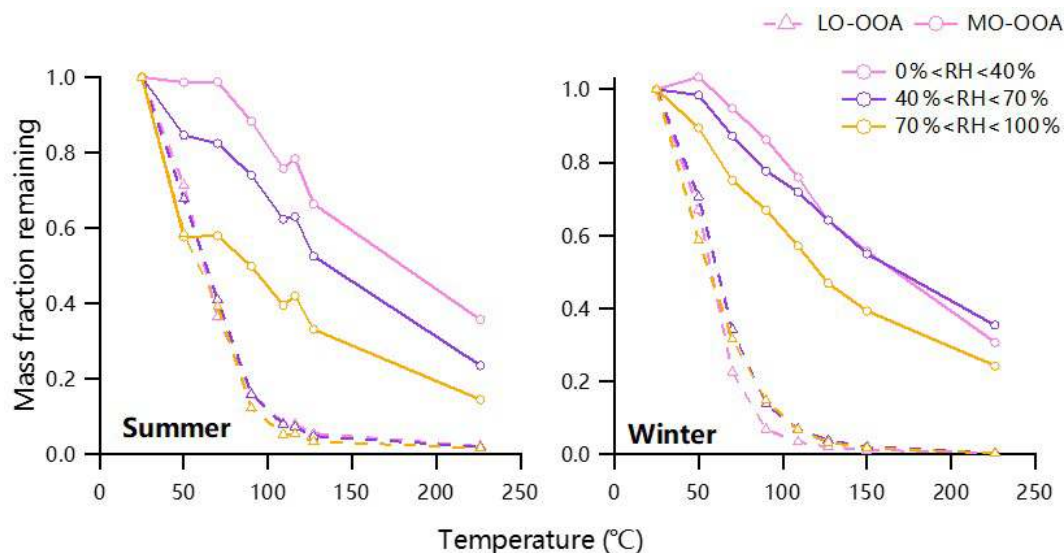 LO-OOA MO-OOA
0%<RH<40%
40%<RH<70%
70%<RH<100%
Mass fraction remaining
1.0
0.8
0.6
0.4
0.2
0.0
Summer
0 50 100 150 200 250
1.0
0.8
0.6
0.4
0.2
0.0
Winter
0 50 100 150 200 250
Temperature (℃)